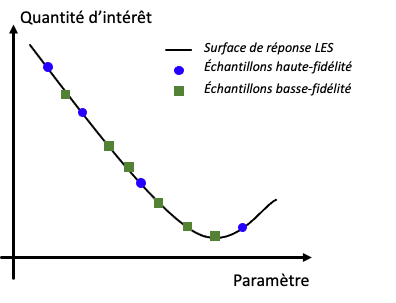 Quantité d’intérêt
Surface de réponse LES
Échantillons haute-fidélité
Échantillons basse-fidélité
Paramètre